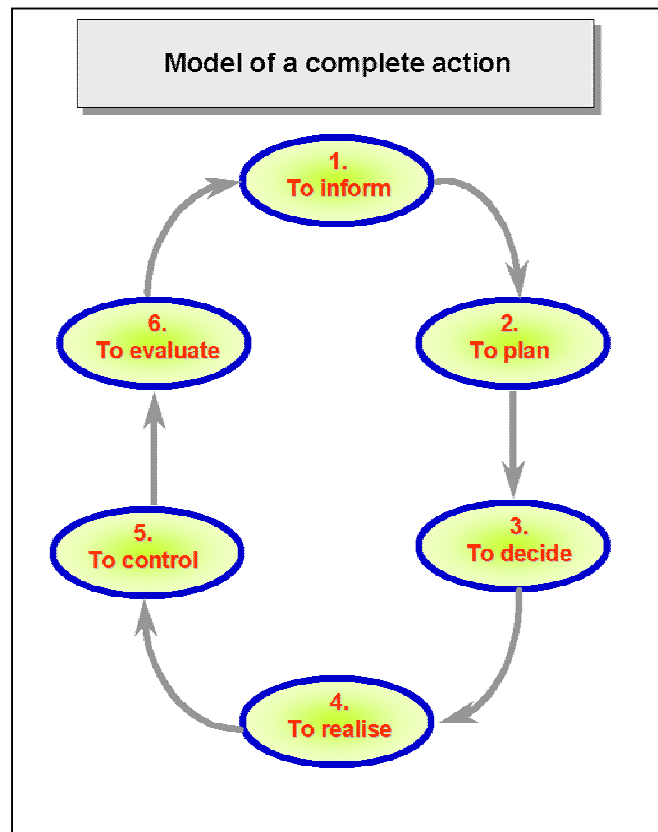 Model of a complete action
1.
To inform
2.
To plan
3.
To decide
4.
To realise
5.
To control
6.
To evaluate